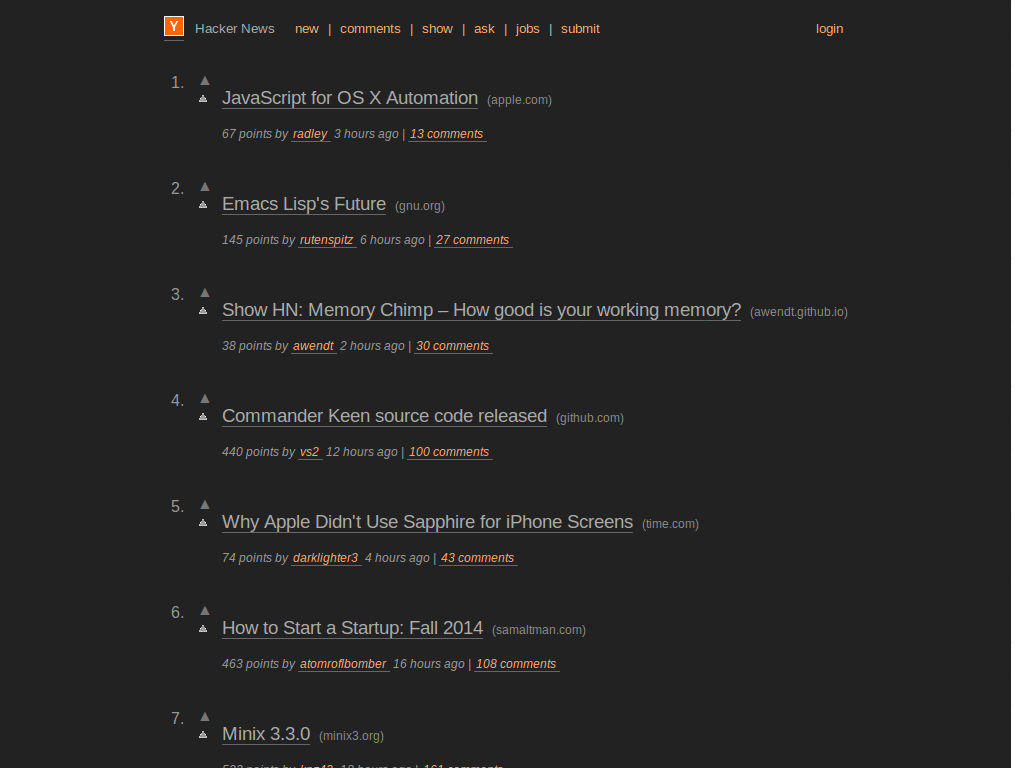 Y Hacker News new | comments | show | ask | jobs | submit login
1. ▲
JavaScript for OS X Automation (apple.com)
67 points by radley 3 hours ago | 13 comments
2. ▲
Emacs Lisp's Future (gnu.org)
145 points by rutenspitz 6 hours ago | 27 comments
3. ▲
Show HN: Memory Chimp – How good is your working memory? (awendt.github.io)
38 points by awendt 2 hours ago | 30 comments
4. ▲
Commander Keen source code released (github.com)
440 points by vs2 12 hours ago | 100 comments
5. ▲
Why Apple Didn't Use Sapphire for iPhone Screens (time.com)
74 points by darklighter3 4 hours ago | 43 comments
6. ▲
How to Start a Startup: Fall 2014 (samaltman.com)
463 points by atomroflbomber 16 hours ago | 108 comments
7. ▲
Minix 3.3.0 (minix3.org)
points by hours ago | comments